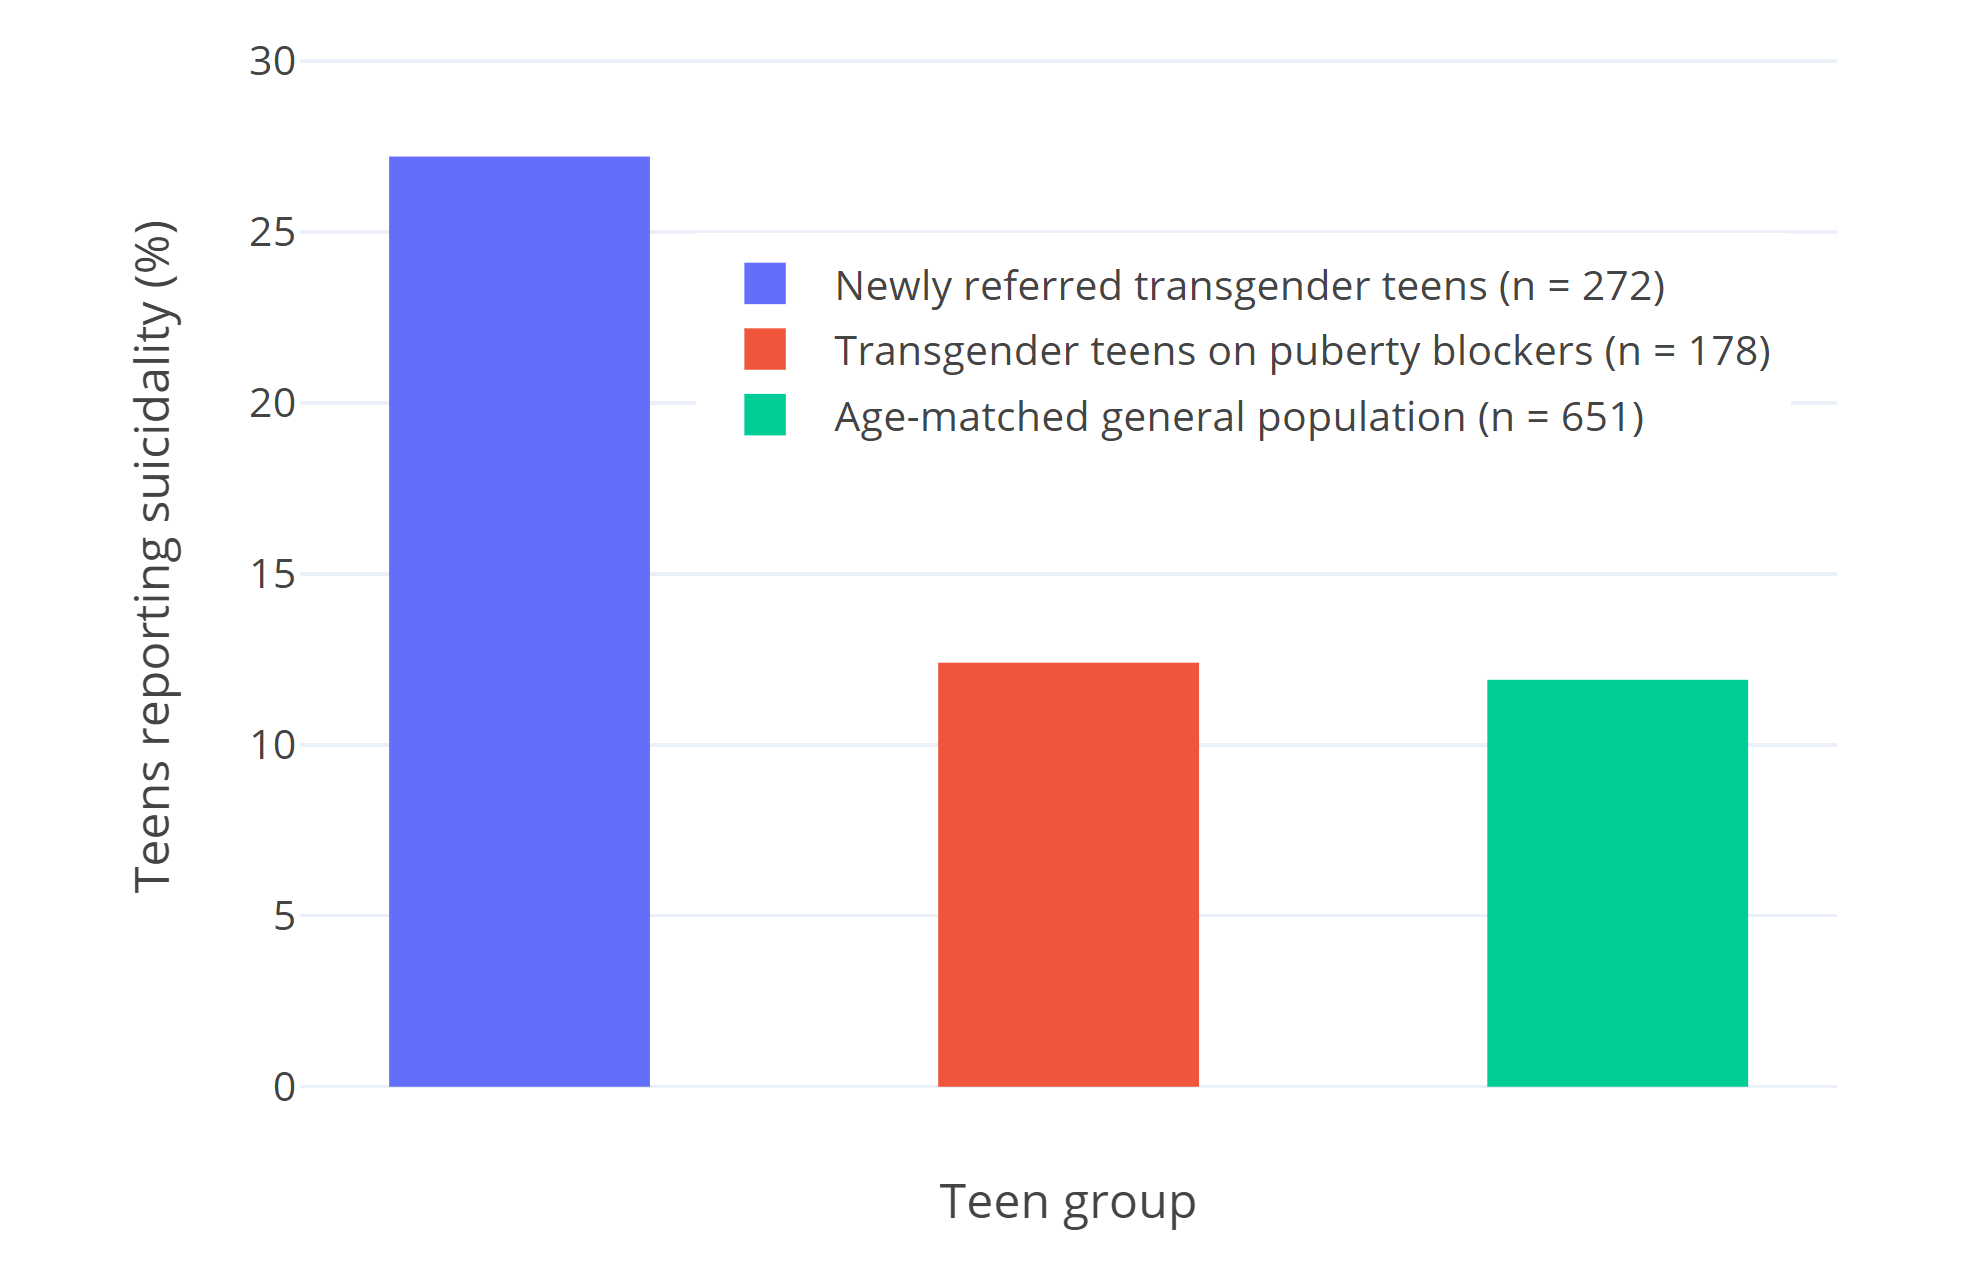 30
25
20
15
10
5
0
Teens reporting suicidality (%)
Newly referred transgender teens (n = 272)
Transgender teens on puberty blockers (n = 178)
Age-matched general population (n = 651)
Teen group